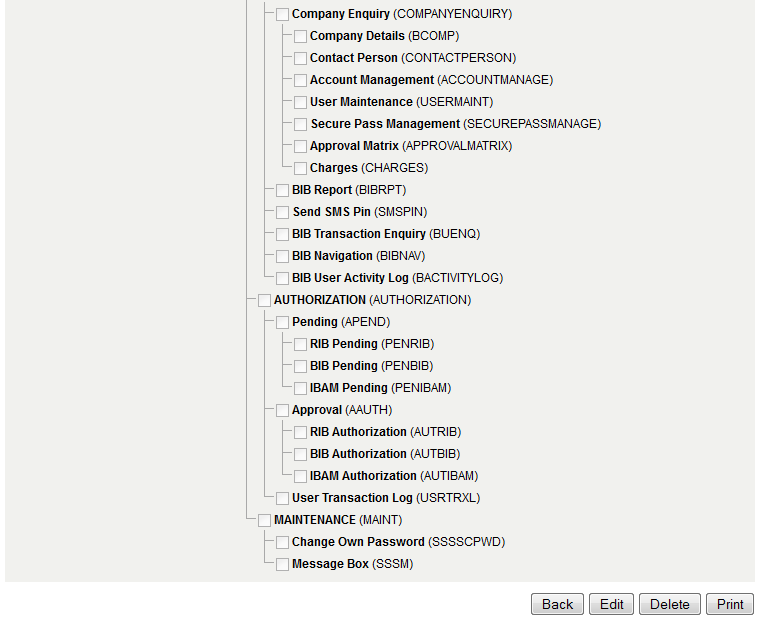 Company Enquiry (COMPANYENQUIRY)
Company Details (BCOMP)
Contact Person (CONTACTPERSON)
Account Management (ACCOUNTMANAGE)
User Maintenance (USERMAINT)
Secure Pass Management (SECUREPASSMANAGE)
Approval Matrix (APPROVALMATRIX)
Charges (CHARGES)
BIB Report (BIBRPT)
Send SMS Pin (SMSPIN)
BIB Transaction Enquiry (BUENQ)
BIB Navigation (BIBNAV)
BIB User Activity Log (BACTIVITYLOG)
AUTHORIZATION (AUTHORIZATION)
Pending (APEND)
RIB Pending (PENRIB)
BIB Pending (PENBIB)
IBAM Pending (PENIBAM)
Approval (AAUTH)
RIB Authorization (AUTRIB)
BIB Authorization (AUTBIB)
IBAM Authorization (AUTIBAM)
User Transaction Log (USRTRXL)
MAINTENANCE (MAINT)
Change Own Password (SSSSCPWD)
Message Box (SSSM)
Back Edit Delete Print